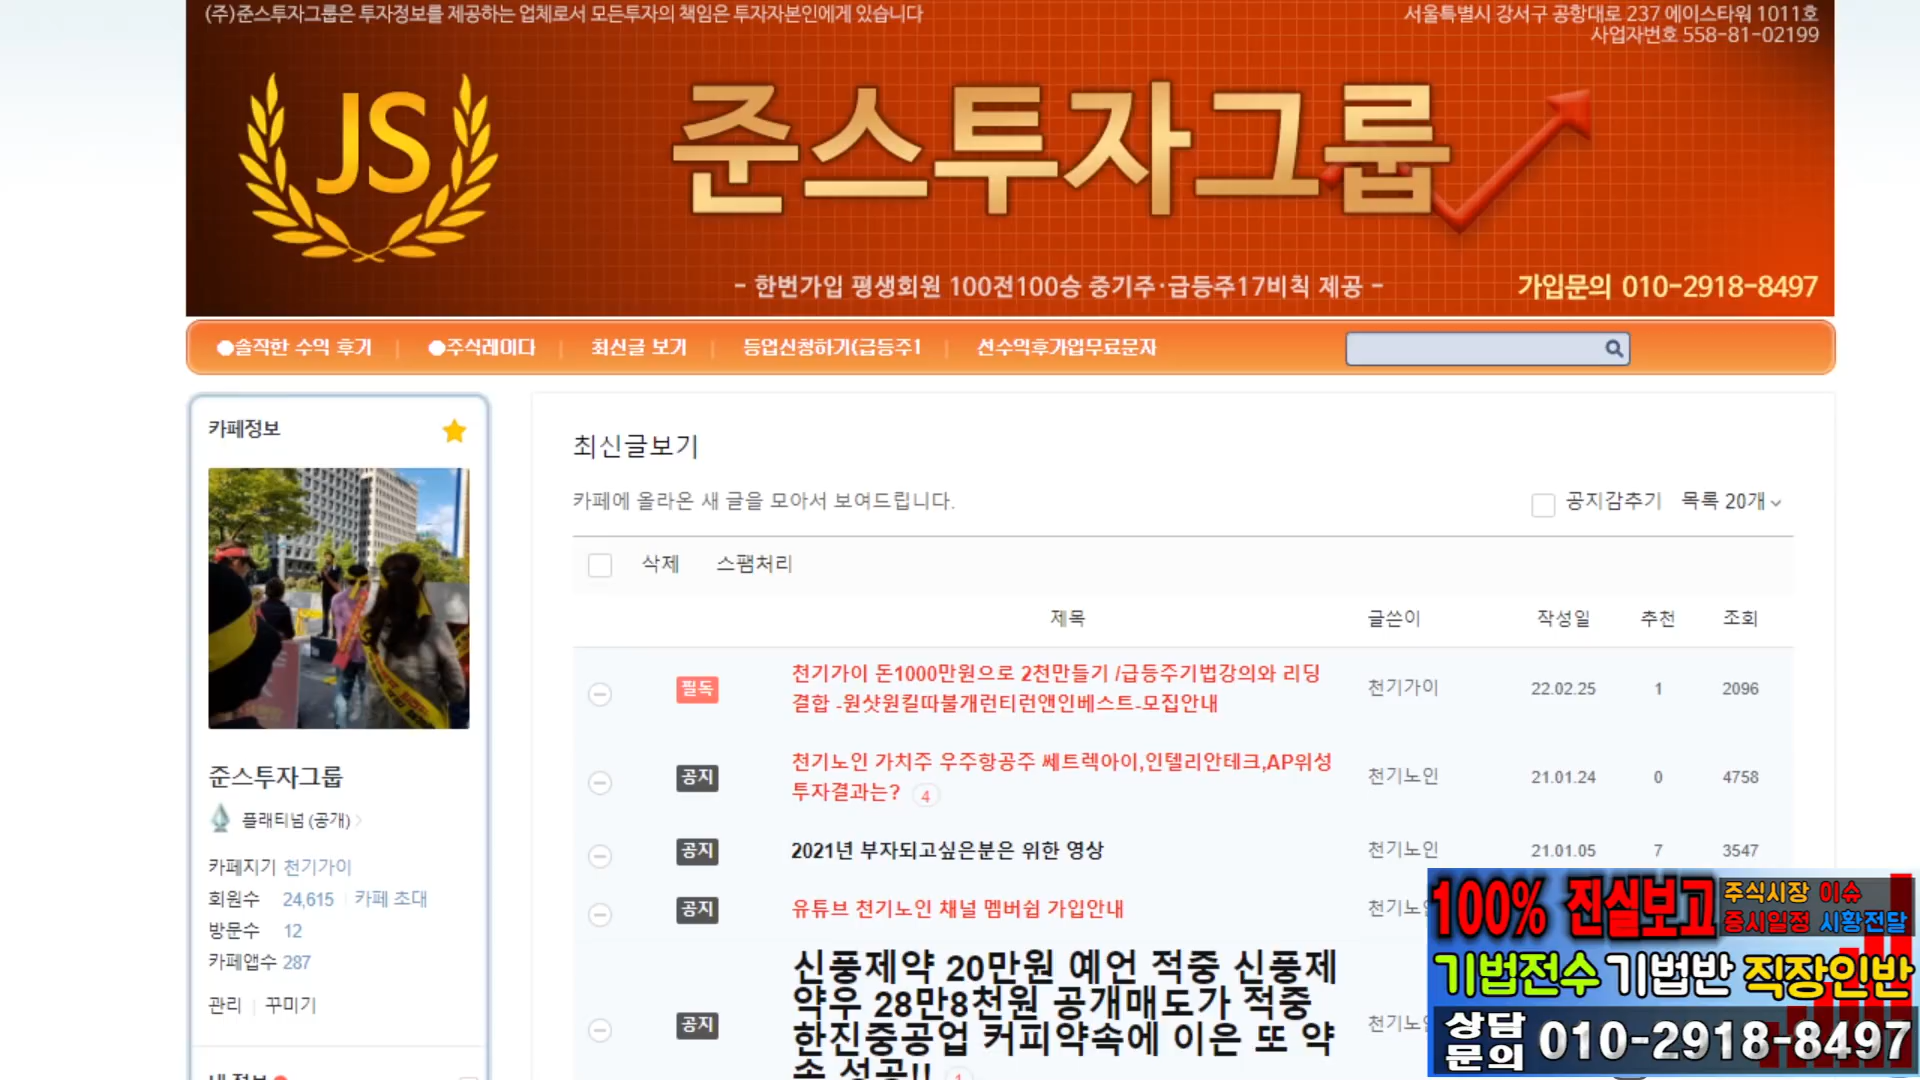 (주)준스투자그룹은 투자정보를 제공하는 업체로서 모든투자의 책임은 투자자본인에게 있습니다
서울특별시 강서구 공항대로 237 에이스타워 1011호
사업자번호 558-81-02199
JS
준스투자그룹
- 한번가입 평생회원 100전100승 중기주·급등주17비칙 제공 -
가입문의 010-2918-8497
●솔직한 수익 후기
●주식레이다
최신글 보기
등업신청하기(급등주1
선수익후가입무료문자
카페정보
준스투자그룹
플래티넘 (공개)
카페지기 천기가이
회원수 24,615 카페 초대
방문수 12
카페앱수 287
관리 꾸미기
최신글보기
카페에 올라온 새 글을 모아서 보여드립니다.
공지감추기 목록 20개
삭제 스팸처리
제목 글쓴이 작성일 추천 조회
필독 천기가이 돈1000만원으로 2천만들기 /급등주기법강의와 리딩
결합 -원샷원킬따불개런티런앤인베스트-모집안내
천기가이 22.02.25 1 2096
공지 천기노인 가치주 우주항공주 쎄트렉아이,인텔리안테크,AP위성
투자결과는? 4
천기노인 21.01.24 0 4758
공지 2021년 부자되고싶은분은 위한 영상 천기노인 21.01.05 7 3547
공지 유튜브 천기노인 채널 멤버쉽 가입안내
공지 신풍제약 20만원 예언 적중 신풍제
약우 28만8천원 공개매도가 적중
한진중공업 커피약속에 이은 또 약
속 성공!! 1
100% 진실보고 주식시장 이슈
증시일정 시황전달
기법전수 기법반 직장인반
상담
문의 010-2918-8497